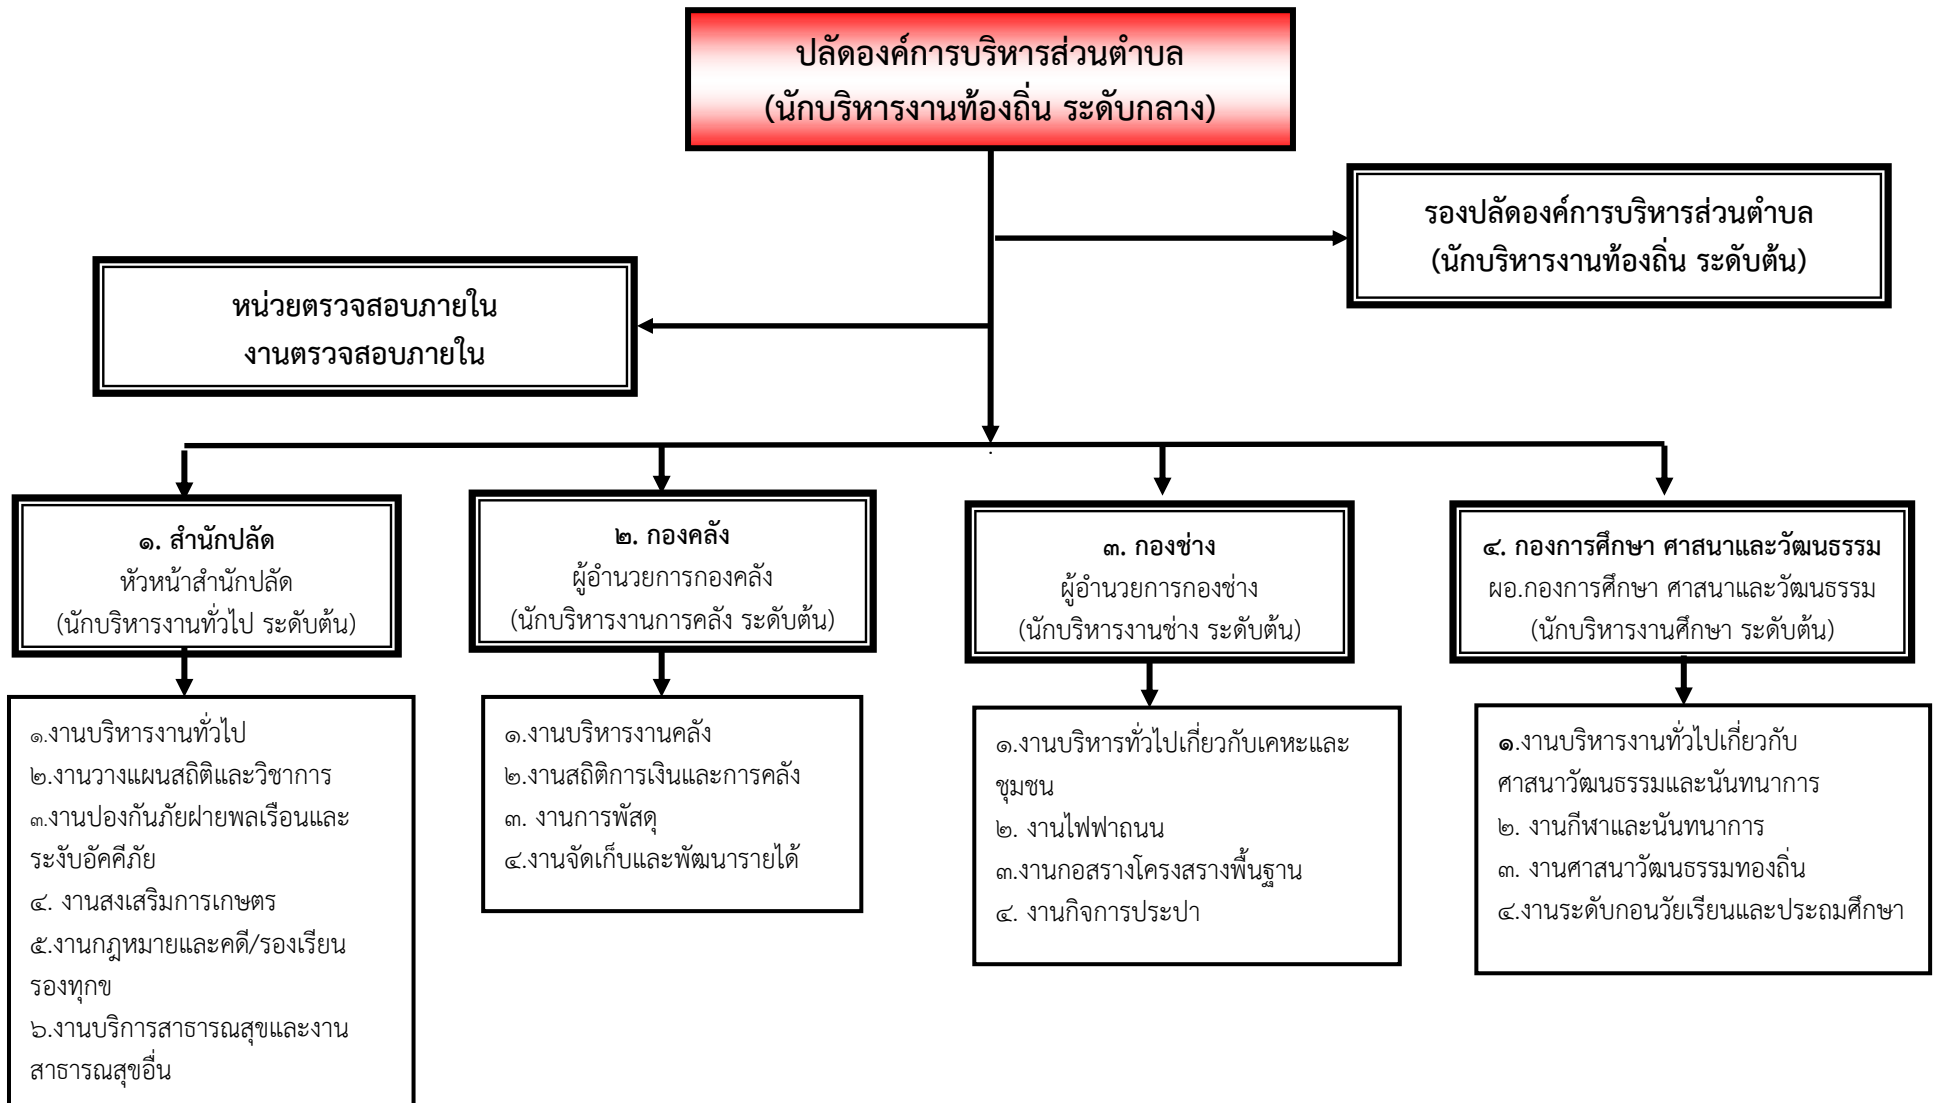 ปลัดองค์การบริหารส่วนตำบล
(นักบริหารงานท้องถิ่น ระดับกลาง)
รองปลัดองค์การบริหารส่วนตำบล
(นักบริหารงานท้องถิ่น ระดับต้น)
หน่วยตรวจสอบภายใน
งานตรวจสอบภายใน
๑. สำนักปลัด
หัวหน้าสำนักปลัด
(นักบริหารงานทั่วไป ระดับต้น)
๒. กองคลัง
ผู้อำนวยการกองคลัง
(นักบริหารงานการคลัง ระดับต้น)
๓. กองช่าง
ผู้อำนวยการกองช่าง
(นักบริหารงานช่าง ระดับต้น)
๔. กองการศึกษา ศาสนาและวัฒนธรรม
ผอ.กองการศึกษา ศาสนาและวัฒนธรรม
(นักบริหารงานศึกษา ระดับต้น)
๑.งานบริหารงานทั่วไป
๒.งานวางแผนสถิติและวิชาการ
๓.งานปองกันภัยฝายพลเรือนและ
ระงับอัคคีภัย
๔. งานสงเสริมการเกษตร
๕.งานกฎหมายและคดี/รองเรียน
รองทุกข
๖.งานบริการสาธารณสุขและงาน
สาธารณสุขอื่น
๑.งานบริหารงานคลัง
๒.งานสถิติการเงินและการคลัง
๓. งานการพัสดุ
๔.งานจัดเก็บและพัฒนารายได้
๑.งานบริหารทั่วไปเกี่ยวกับเคหะและ
ชุมชน
๒. งานไฟฟาถนน
๓.งานกอสรางโครงสรางพื้นฐาน
๔. งานกิจการประปา
๑.งานบริหารงานทั่วไปเกี่ยวกับ
ศาสนาวัฒนธรรมและนันทนาการ
๒. งานกีฬาและนันทนาการ
๓. งานศาสนาวัฒนธรรมทองถิ่น
๔.งานระดับกอนวัยเรียนและประถมศึกษา